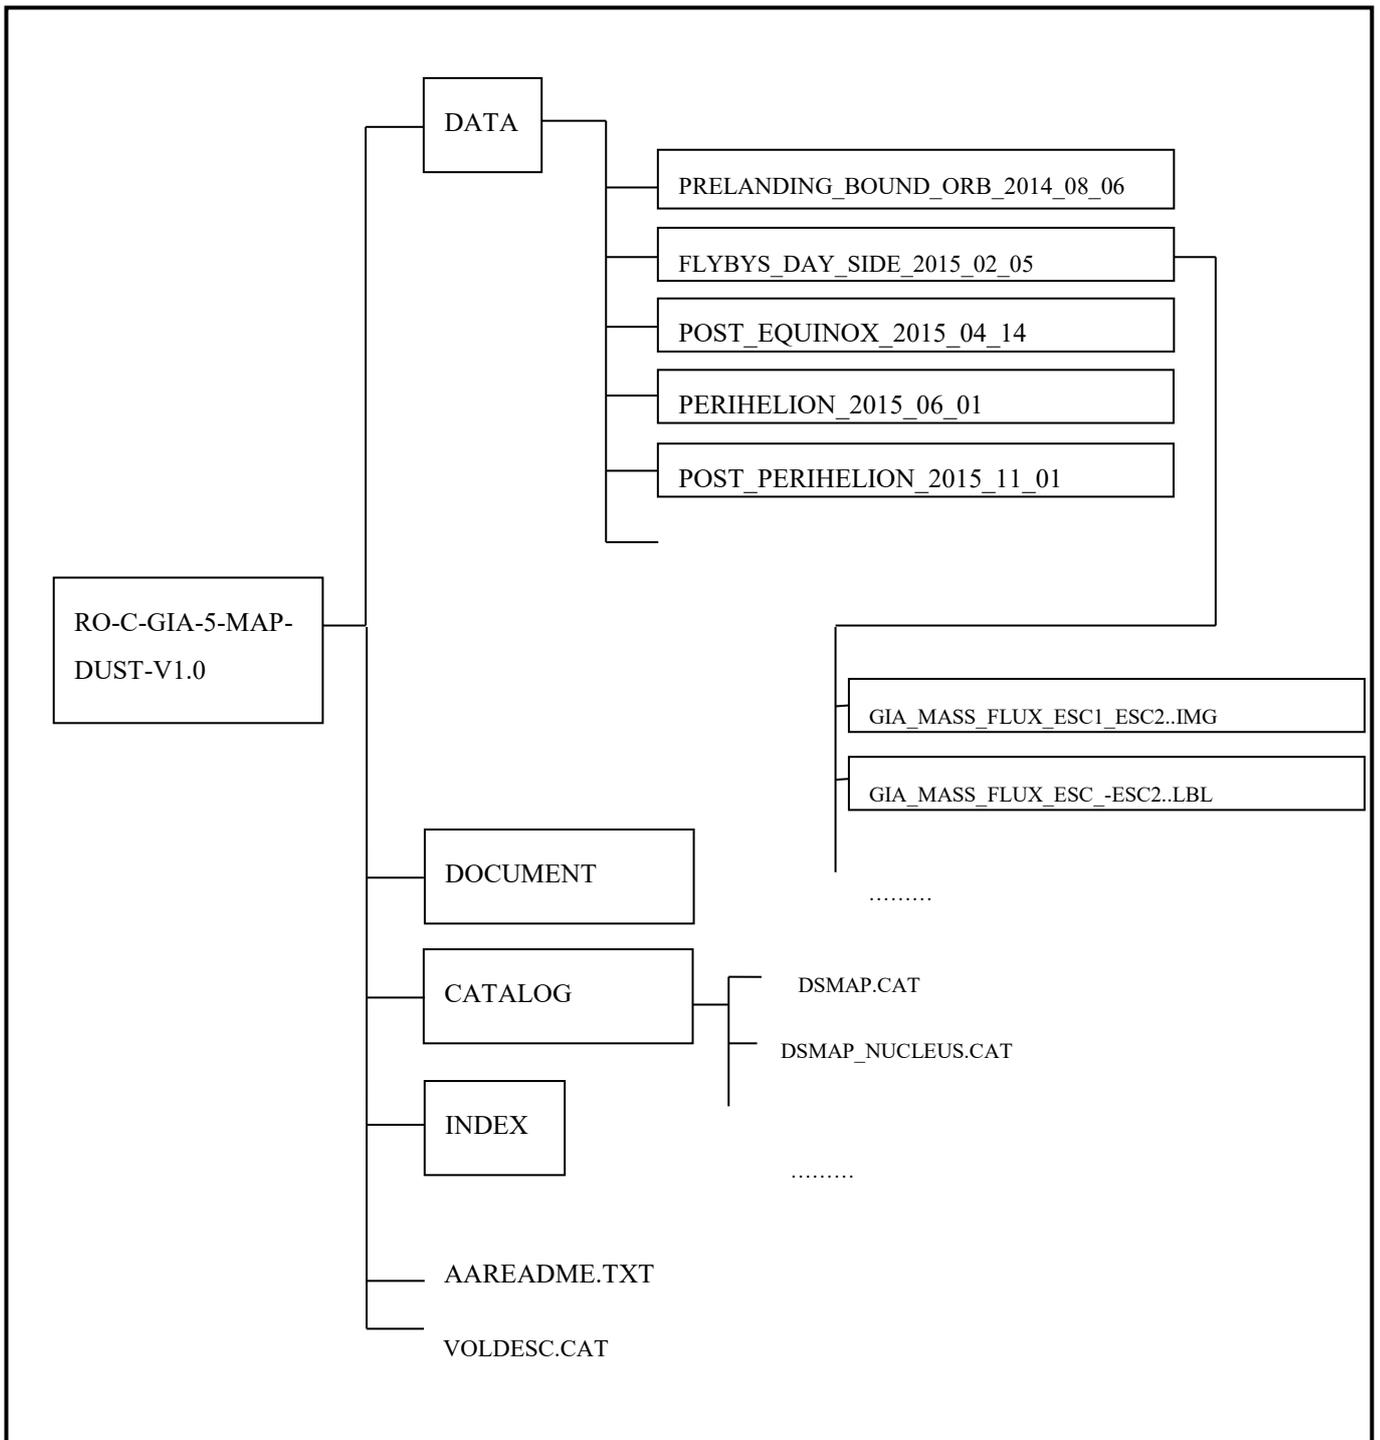 DATA
PRELANDING_BOUND_ORB_2014_08_06
FLYBYS_DAY_SIDE_2015_02_05
POST_EQUINOX_2015_04_14
PERIHELION_2015_06_01
POST_PERIHELION_2015_11_01
RO-C-GIA-5-MAP-
DUST-V1.0
GIA_MASS_FLUX_ESC1_ESC2..IMG
GIA_MASS_FLUX_ESC_-ESC2..LBL
………
DOCUMENT
CATALOG
DSMAP.CAT
DSMAP_NUCLEUS.CAT
………
INDEX
AAREADME.TXT
VOLDESC.CAT